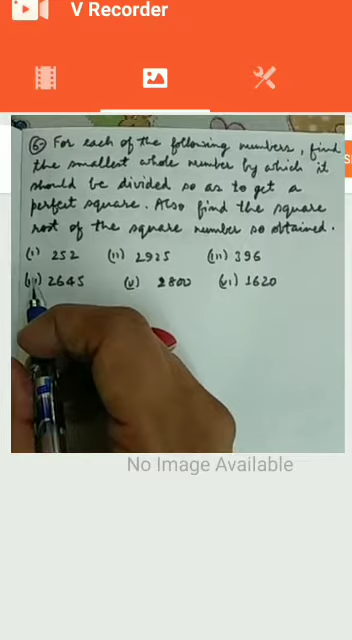 V Recorder
6. For each of the following numbers, find
the smallest whole number by which it
should be divided so as to get a
perfect square. Also find the square
root of the square number so obtained.
(i) 252 (ii) 2925 (iii) 396
2645 (v) 2800 (vi) 1620
No Image Available